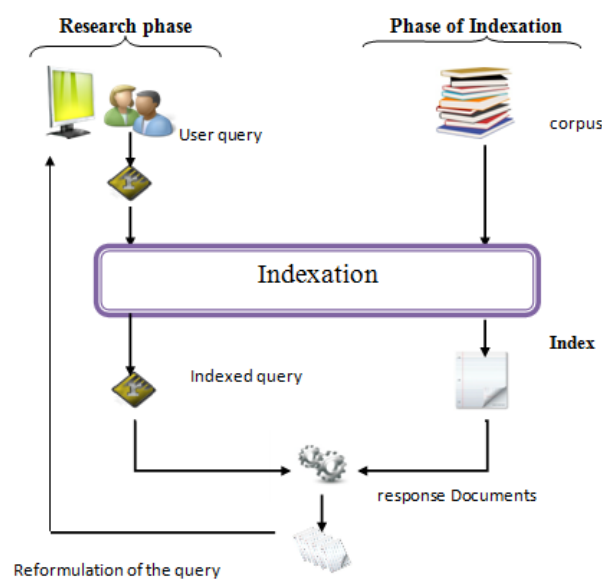 Research phase
Phase of Indexation
User query
corpus
Indexation
Index
Indexed query
response Documents
Reformulation of the query